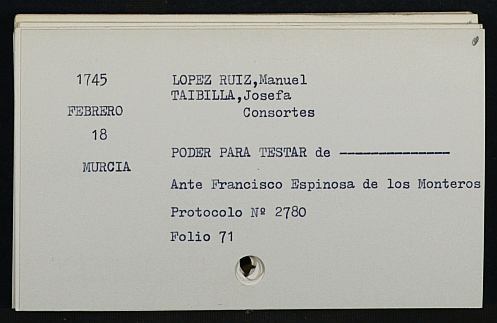 1745 LOPEZ RUIZ,Manuel
TAIBILLA,Josefa
FEBRERO Consortes
18
PODER PARA TESTAR de --------------
MURCIA
Ante Francisco Espinosa de los Monteros
Protocolo Nº 2780
Folio 71